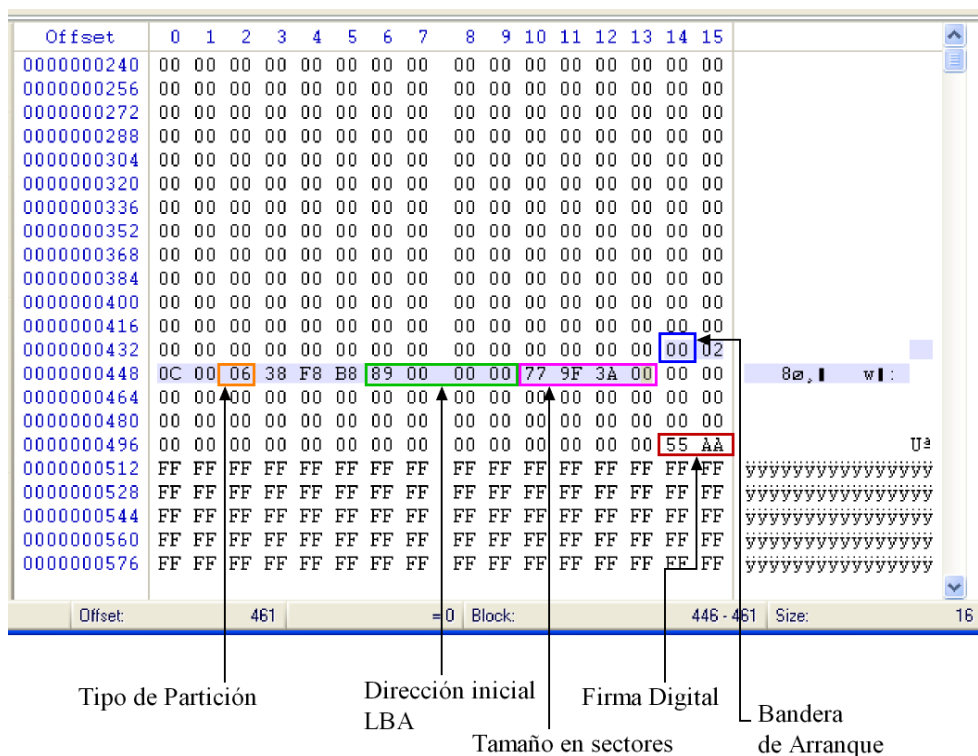 Offset 0 1 2 3 4 5 6 7 8 9 10 11 12 13 14 15
0000000240 00 00 00 00 00 00 00 00 00 00 00 00 00 00 00 00
0000000256 00 00 00 00 00 00 00 00 00 00 00 00 00 00 00 00
0000000272 00 00 00 00 00 00 00 00 00 00 00 00 00 00 00 00
0000000288 00 00 00 00 00 00 00 00 00 00 00 00 00 00 00 00
0000000304 00 00 00 00 00 00 00 00 00 00 00 00 00 00 00 00
0000000320 00 00 00 00 00 00 00 00 00 00 00 00 00 00 00 00
0000000336 00 00 00 00 00 00 00 00 00 00 00 00 00 00 00 00
0000000352 00 00 00 00 00 00 00 00 00 00 00 00 00 00 00 00
0000000368 00 00 00 00 00 00 00 00 00 00 00 00 00 00 00 00
0000000384 00 00 00 00 00 00 00 00 00 00 00 00 00 00 00 00
0000000400 00 00 00 00 00 00 00 00 00 00 00 00 00 00 00 00
0000000416 00 00 00 00 00 00 00 00 00 00 00 00 00 00 00 00
0000000432 00 00 00 00 00 00 00 00 00 00 00 00 00 00 00 02
0000000448 0C 00 06 38 F8 B8 89 00 00 00 77 9F 3A 00 00 00 8ø¸▌ w▌:
0000000464 00 00 00 00 00 00 00 00 00 00 00 00 00 00 00 00
0000000480 00 00 00 00 00 00 00 00 00 00 00 00 00 00 00 00
0000000496 00 00 00 00 00 00 00 00 00 00 00 00 00 00 55 AA Uª
0000000512 FF FF FF FF FF FF FF FF FF FF FF FF FF FF FF FF ÿÿÿÿÿÿÿÿÿÿÿÿÿÿÿÿ
0000000528 FF FF FF FF FF FF FF FF FF FF FF FF FF FF FF FF ÿÿÿÿÿÿÿÿÿÿÿÿÿÿÿÿ
0000000544 FF FF FF FF FF FF FF FF FF FF FF FF FF FF FF FF ÿÿÿÿÿÿÿÿÿÿÿÿÿÿÿÿ
0000000560 FF FF FF FF FF FF FF FF FF FF FF FF FF FF FF FF ÿÿÿÿÿÿÿÿÿÿÿÿÿÿÿÿ
0000000576 FF FF FF FF FF FF FF FF FF FF FF FF FF FF FF FF ÿÿÿÿÿÿÿÿÿÿÿÿÿÿÿÿ
Offset: 461 = 0 Block: 446 - 461 Size: 16
Tipo de Partición
Dirección inicial
LBA
Tamaño en sectores
Firma Digital
Bandera
de Arranque